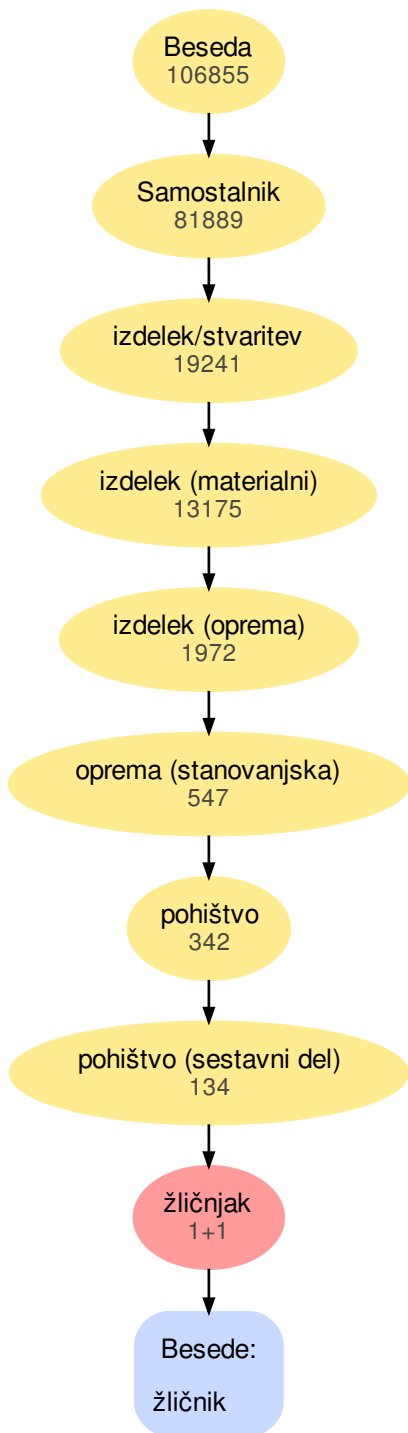 Beseda
106855
Samostalnik
81889
izdelek/stvaritev
19241
izdelek (materialni)
13175
izdelek (oprema)
1972
oprema (stanovanjska)
547
pohištvo
342
pohištvo (sestavni del)
134
žličnjak
1+1
Besede:
žličnik